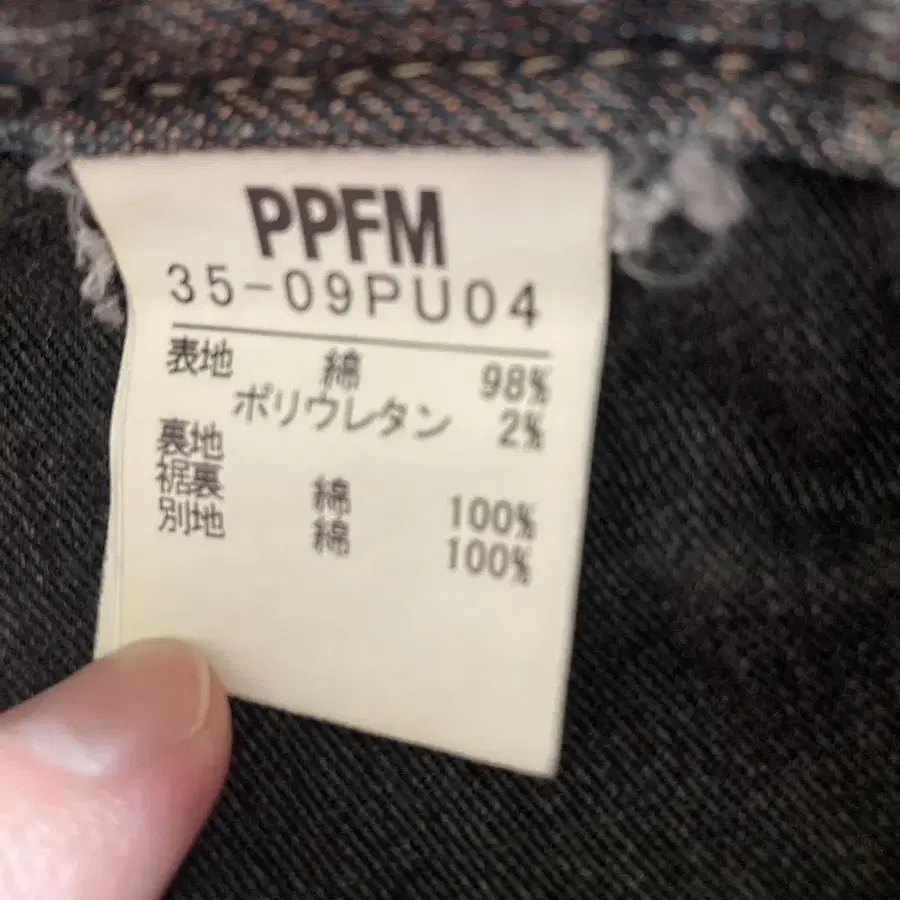 PPFM
35-09PU04
表地 綿 98%
ポリウレタン 2%
裏地
裾裏 綿 100%
別地 綿 100%